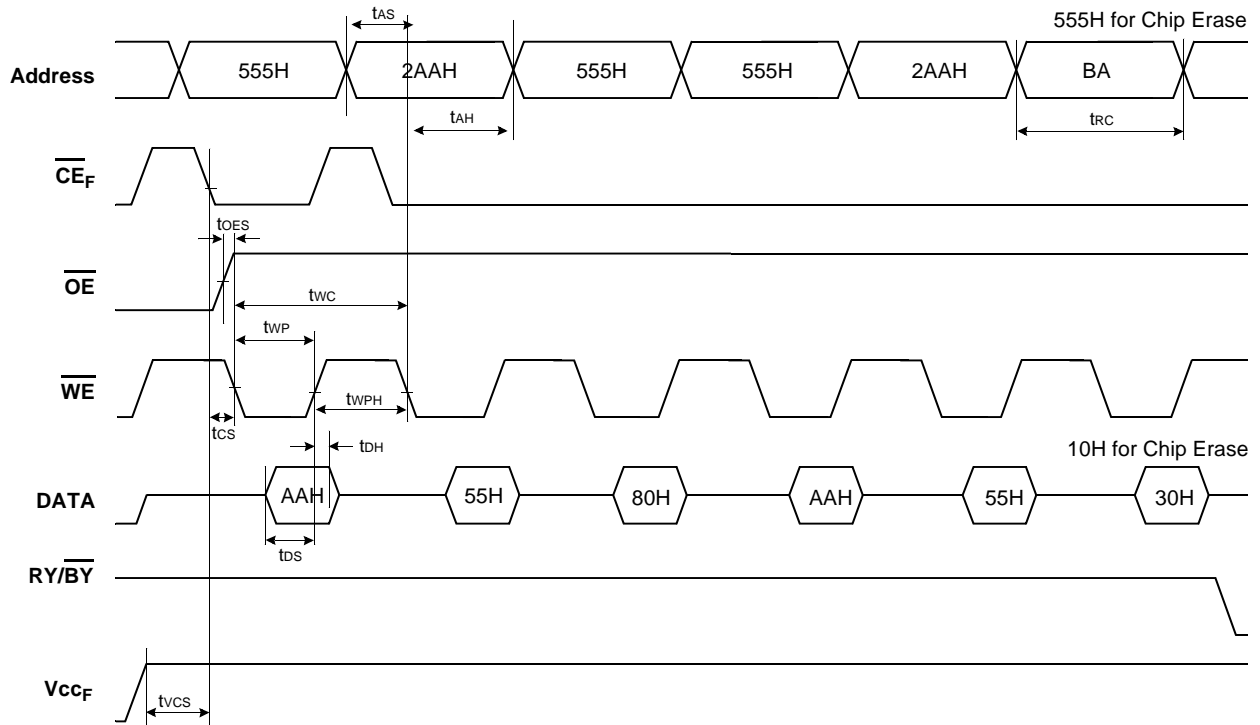 tAS
555H for Chip Erase
Address
555H
2AAH
555H
555H
2AAH
BA
tAH
tRC
CEF
tOES
OE
tWC
tWP
WE
tWPH
tCS
tDH
10H for Chip Erase
DATA
AAH
55H
80H
AAH
55H
30H
tDS
RY/BY
VccF
tVCS